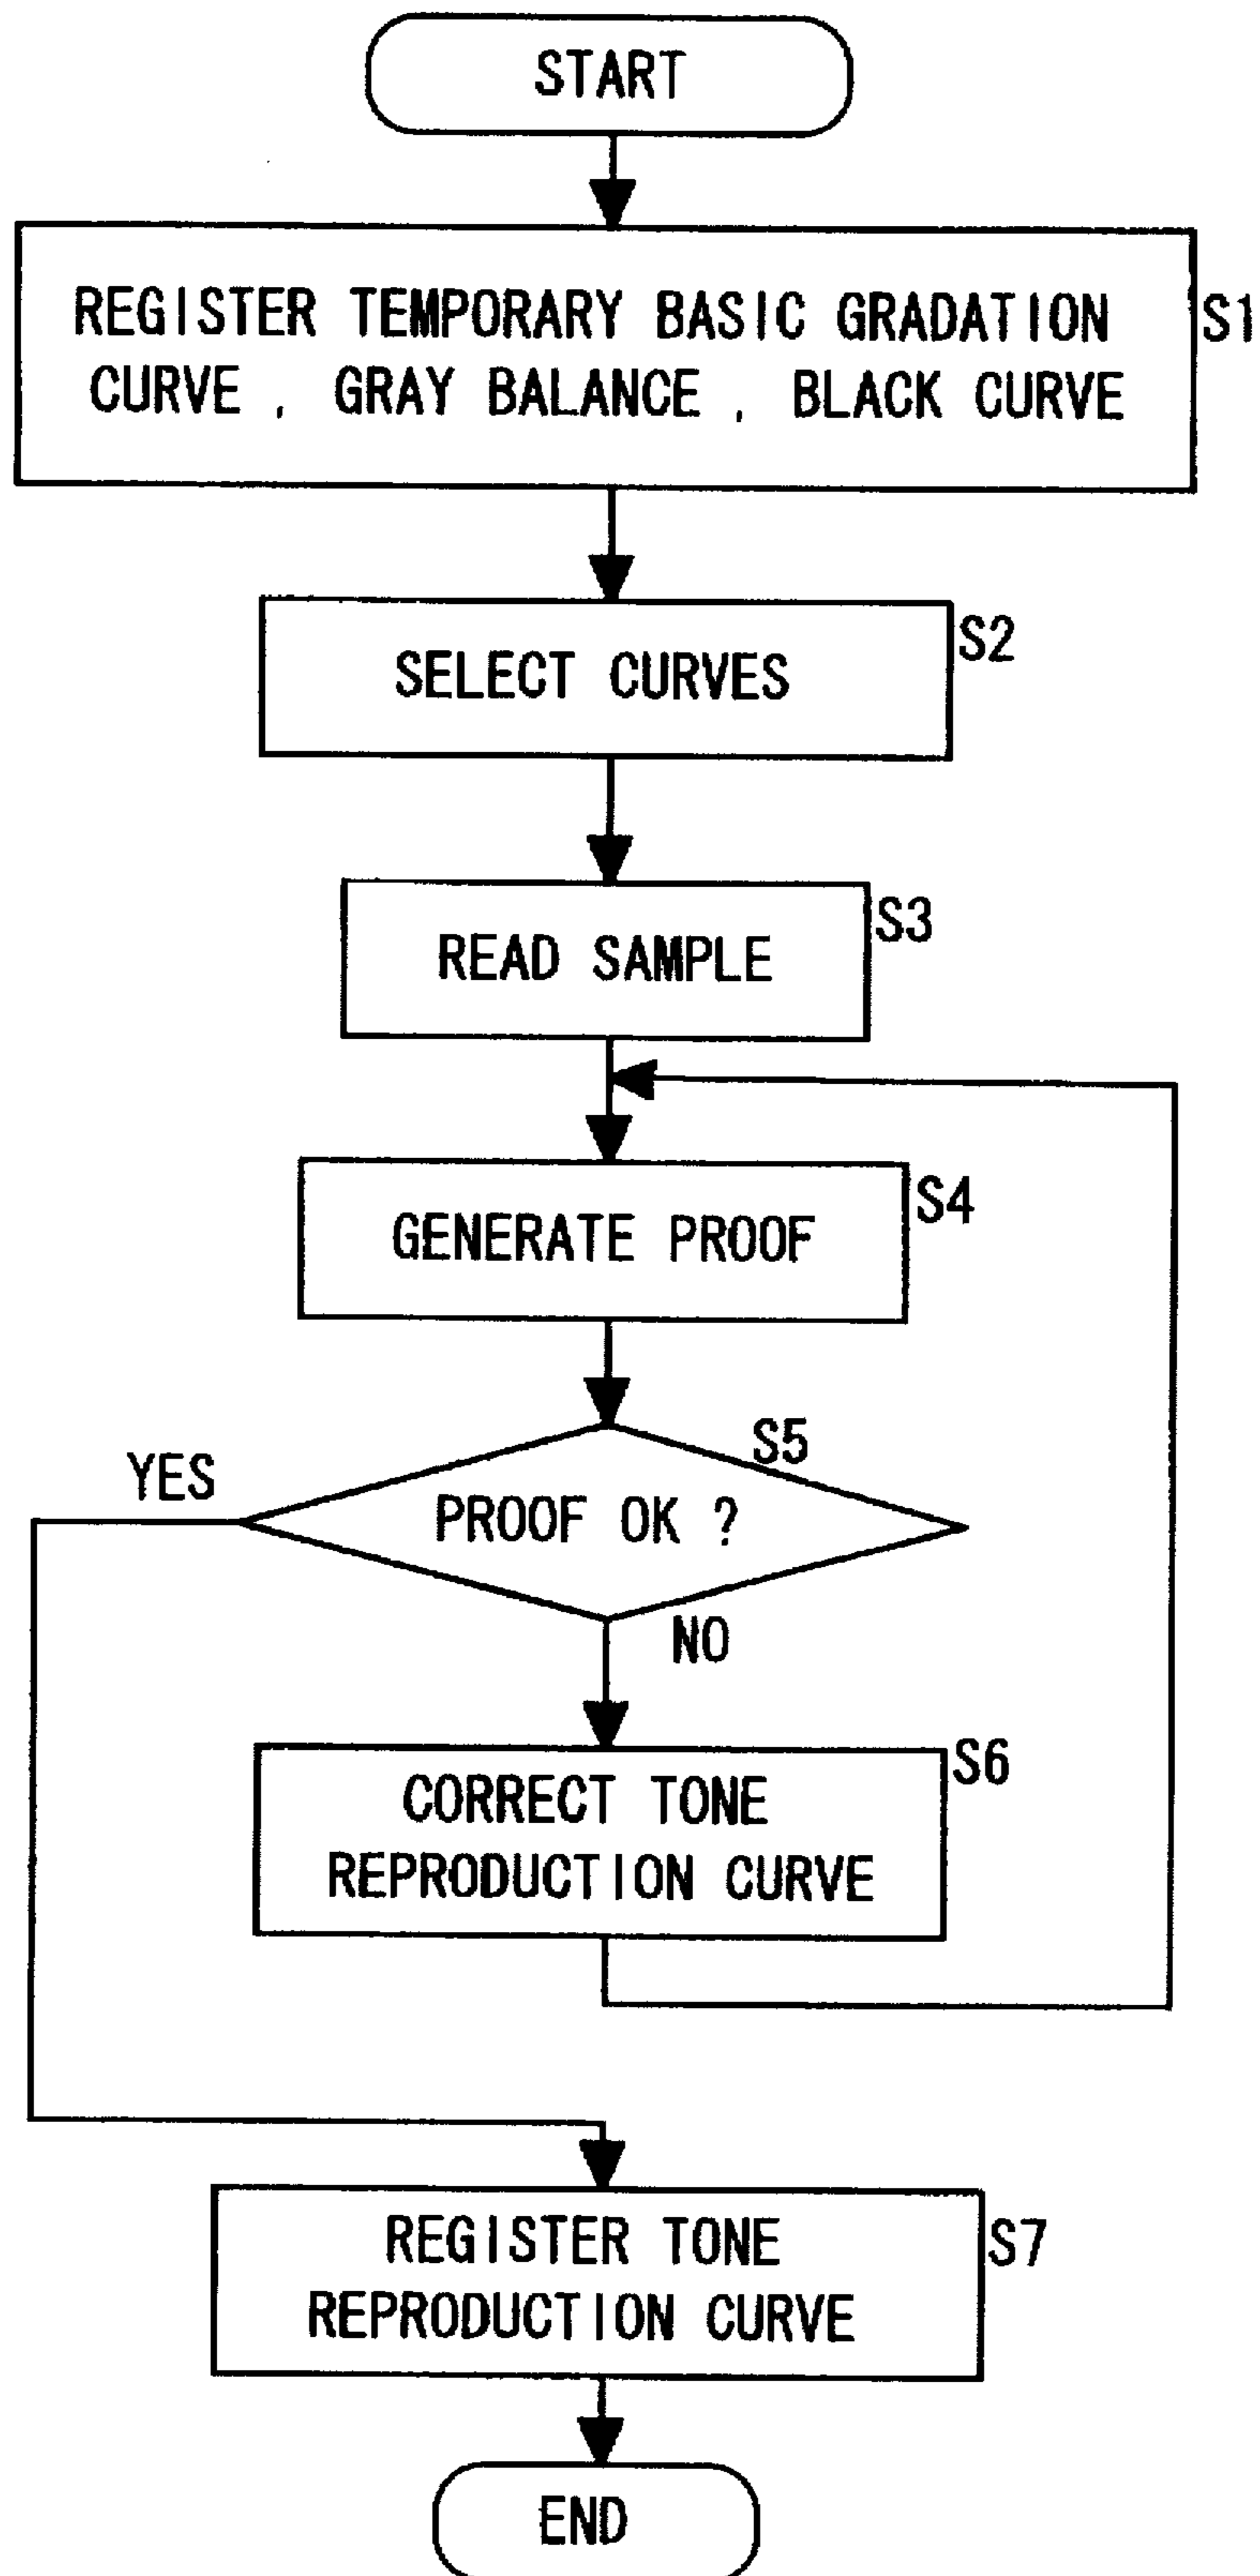 START
REGISTER TEMPORARY BASIC GRADATION
CURVE , GRAY BALANCE , BLACK CURVE
S1
SELECT CURVES
S2
READ SAMPLE
S3
GENERATE PROOF
S4
PROOF OK ?
S5
YES
NO
CORRECT TONE
REPRODUCTION CURVE
S6
REGISTER TONE
REPRODUCTION CURVE
S7
END